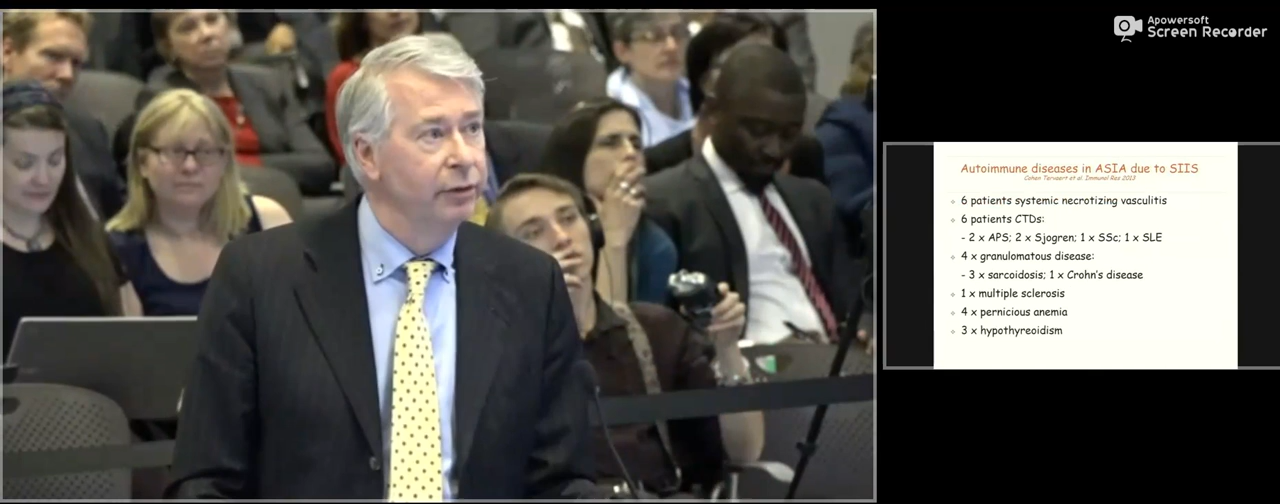 Apowersoft
Screen Recorder
Autoimmune diseases in ASIA due to SIIS
Cohen Tervaert et al. Immunol Res 2013
6 patients systemic necrotizing vasculitis
6 patients CTDs:
- 2 x APS; 2 x Sjogren; 1 x SSc; 1 x SLE
4 x granulomatous disease:
- 3 x sarcoidosis; 1 x Crohn's disease
1 x multiple sclerosis
4 x pernicious anemia
3 x hypothyreoidism